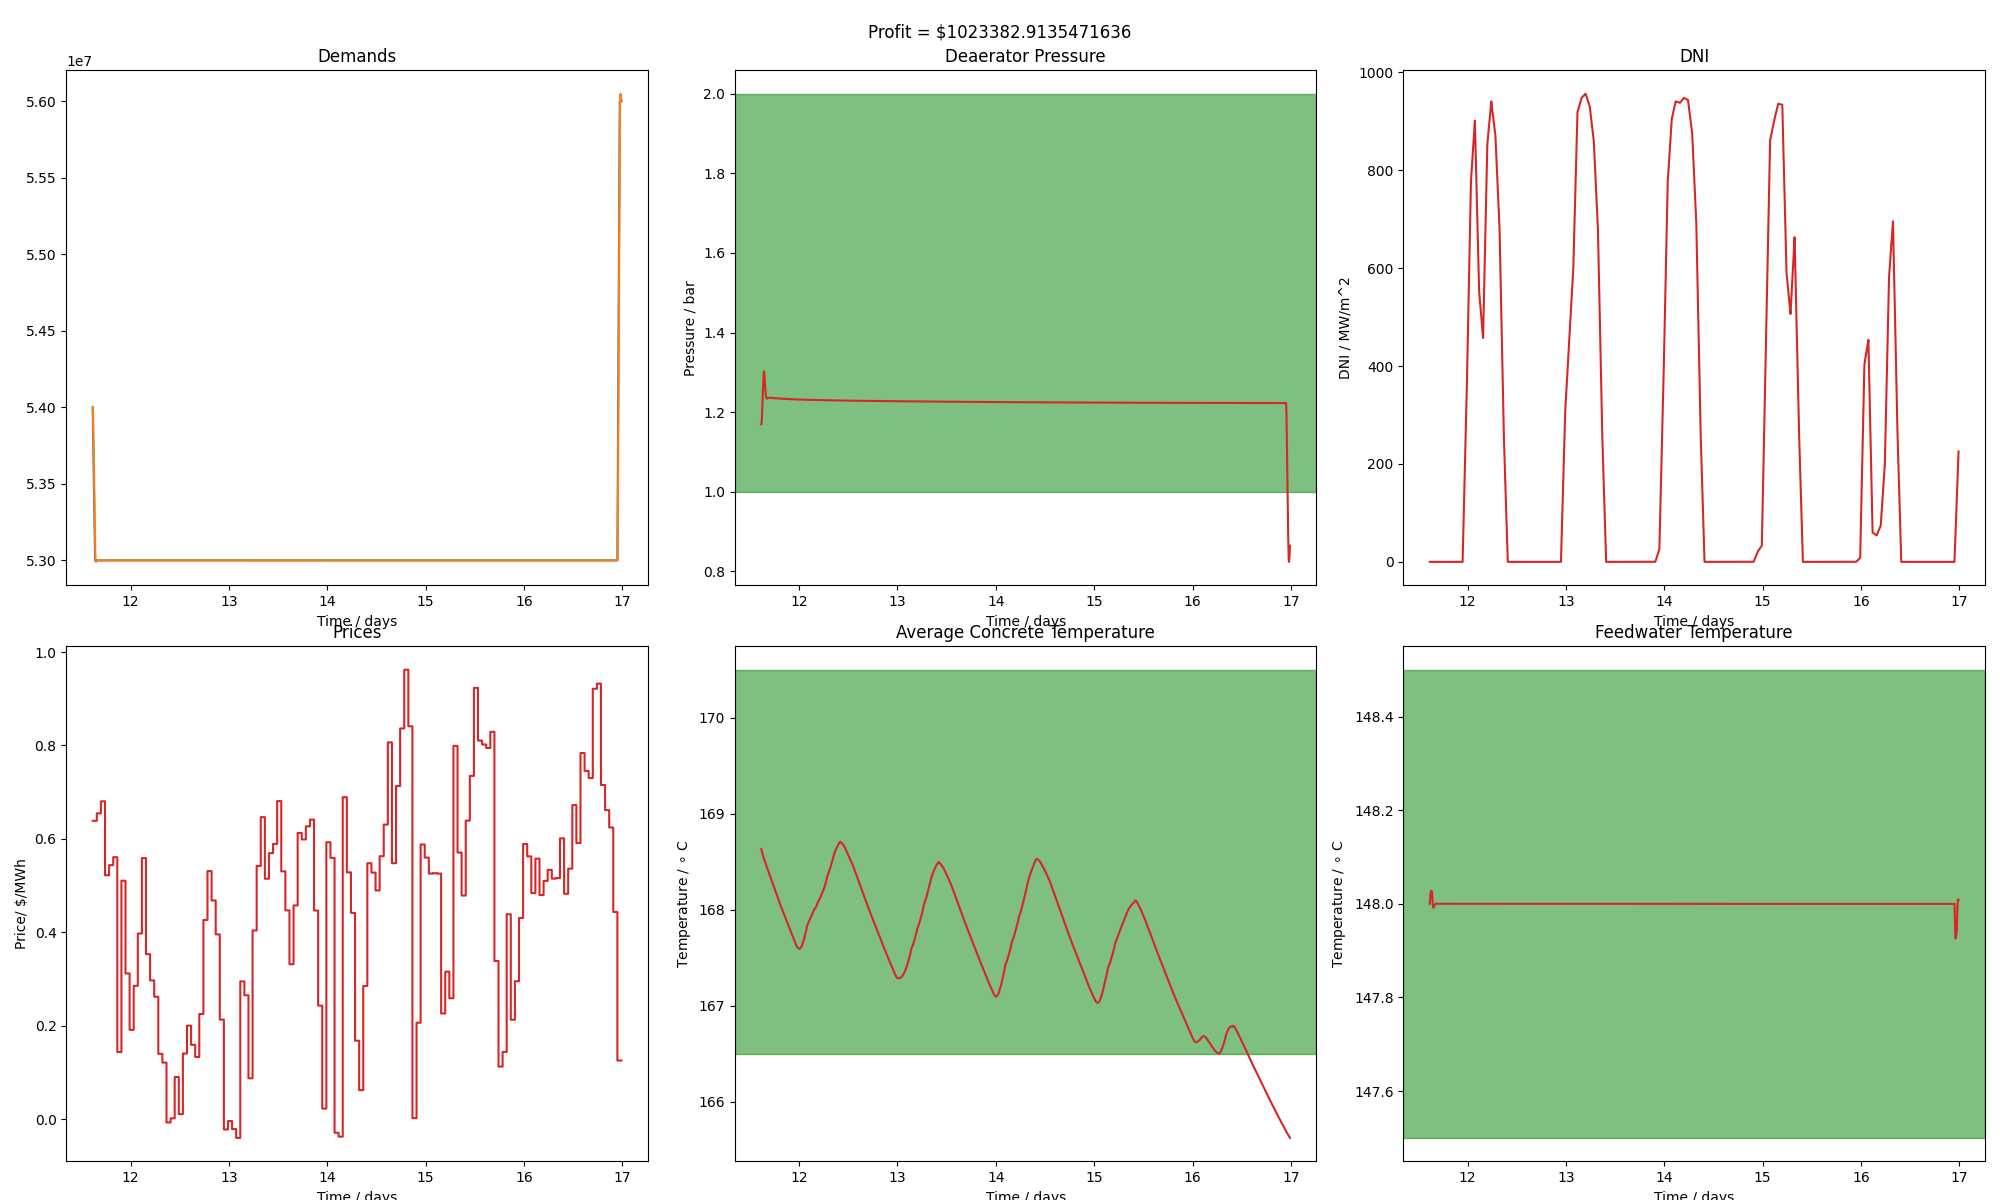 Profit = $1023382.9135471636
Demands
1e7
5.60
5.55
5.50
5.45
5.40
5.35
5.30
12 13 14 15 16 17
Time / days
Deaerator Pressure
Pressure / bar
2.0
1.8
1.6
1.4
1.2
1.0
0.8
12 13 14 15 16 17
Time / days
DNI
DNI / MW/m^2
1000
800
600
400
200
0
12 13 14 15 16 17
Time / days
Prices
Price/ $/MWh
1.0
0.8
0.6
0.4
0.2
0.0
12 13 14 15 16 17
Time / days
Average Concrete Temperature
Temperature / ∘ C
170
169
168
167
166
12 13 14 15 16 17
Time / days
Feedwater Temperature
Temperature / ∘ C
148.4
148.2
148.0
147.8
147.6
12 13 14 15 16 17
Time / days